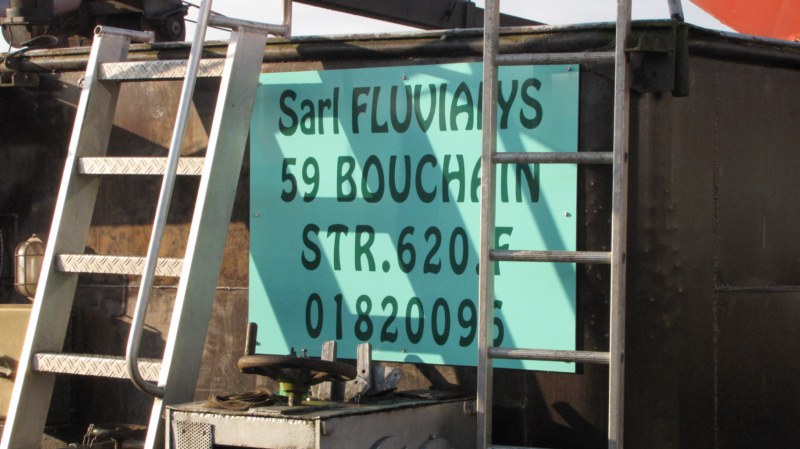 Sarl FLUVIALYS
59 BOUCHAIN
STR.620.F
01820096